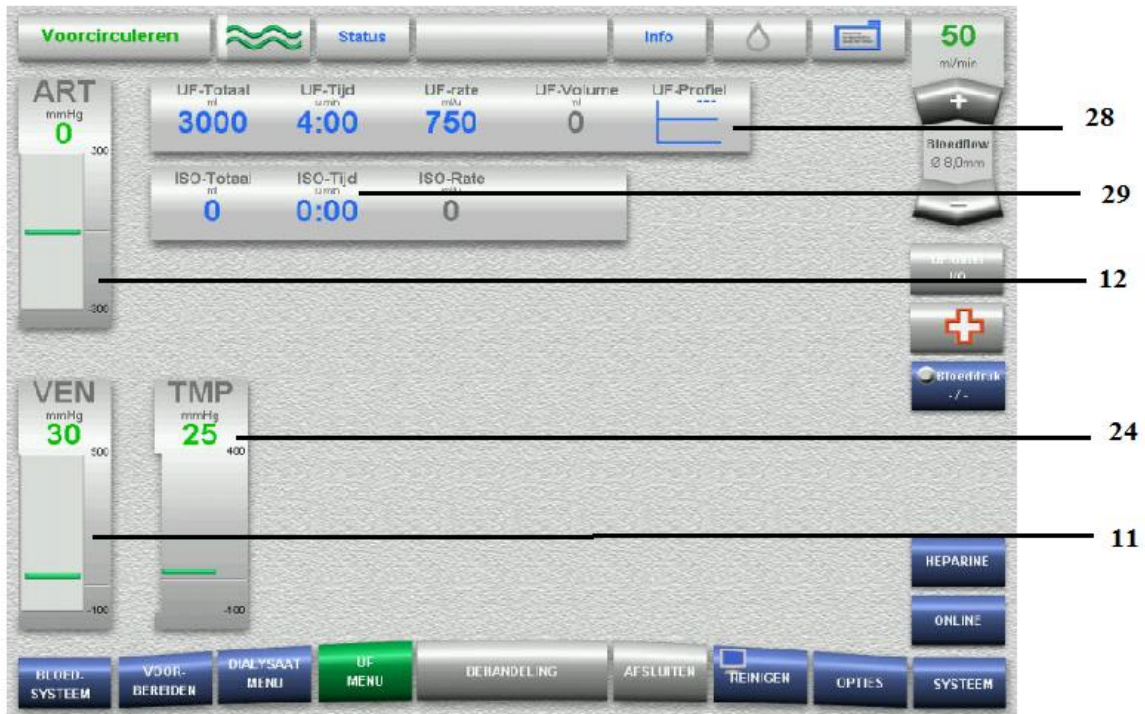 Voorcirculeren Status Info 50
ml/min
ART
mmHg
0
300
-300
UF-Totaal UF-Tijd UF-rate UF-Volume UF-Profiel
ml u:min ml/u ml
3000 4:00 750 0
28
ISO-Totaal ISO-Tijd ISO-Rate
ml u:min ml/u
0 0:00 0
29
+
Bloedflow
Ø 8,0mm
−
I/O
12
Bloeddruk
-/-
VEN
mmHg
30
500
-100
TMP
mmHg
25
400
-100
24
11
HEPARINE
ONLINE
BLOED-
SYSTEEM
VOOR-
BEREIDEN
DIALYSAAT
MENU
UF
MENU
BEHANDELING
AFSLUITEN
REINIGEN
OPTIES
SYSTEEM